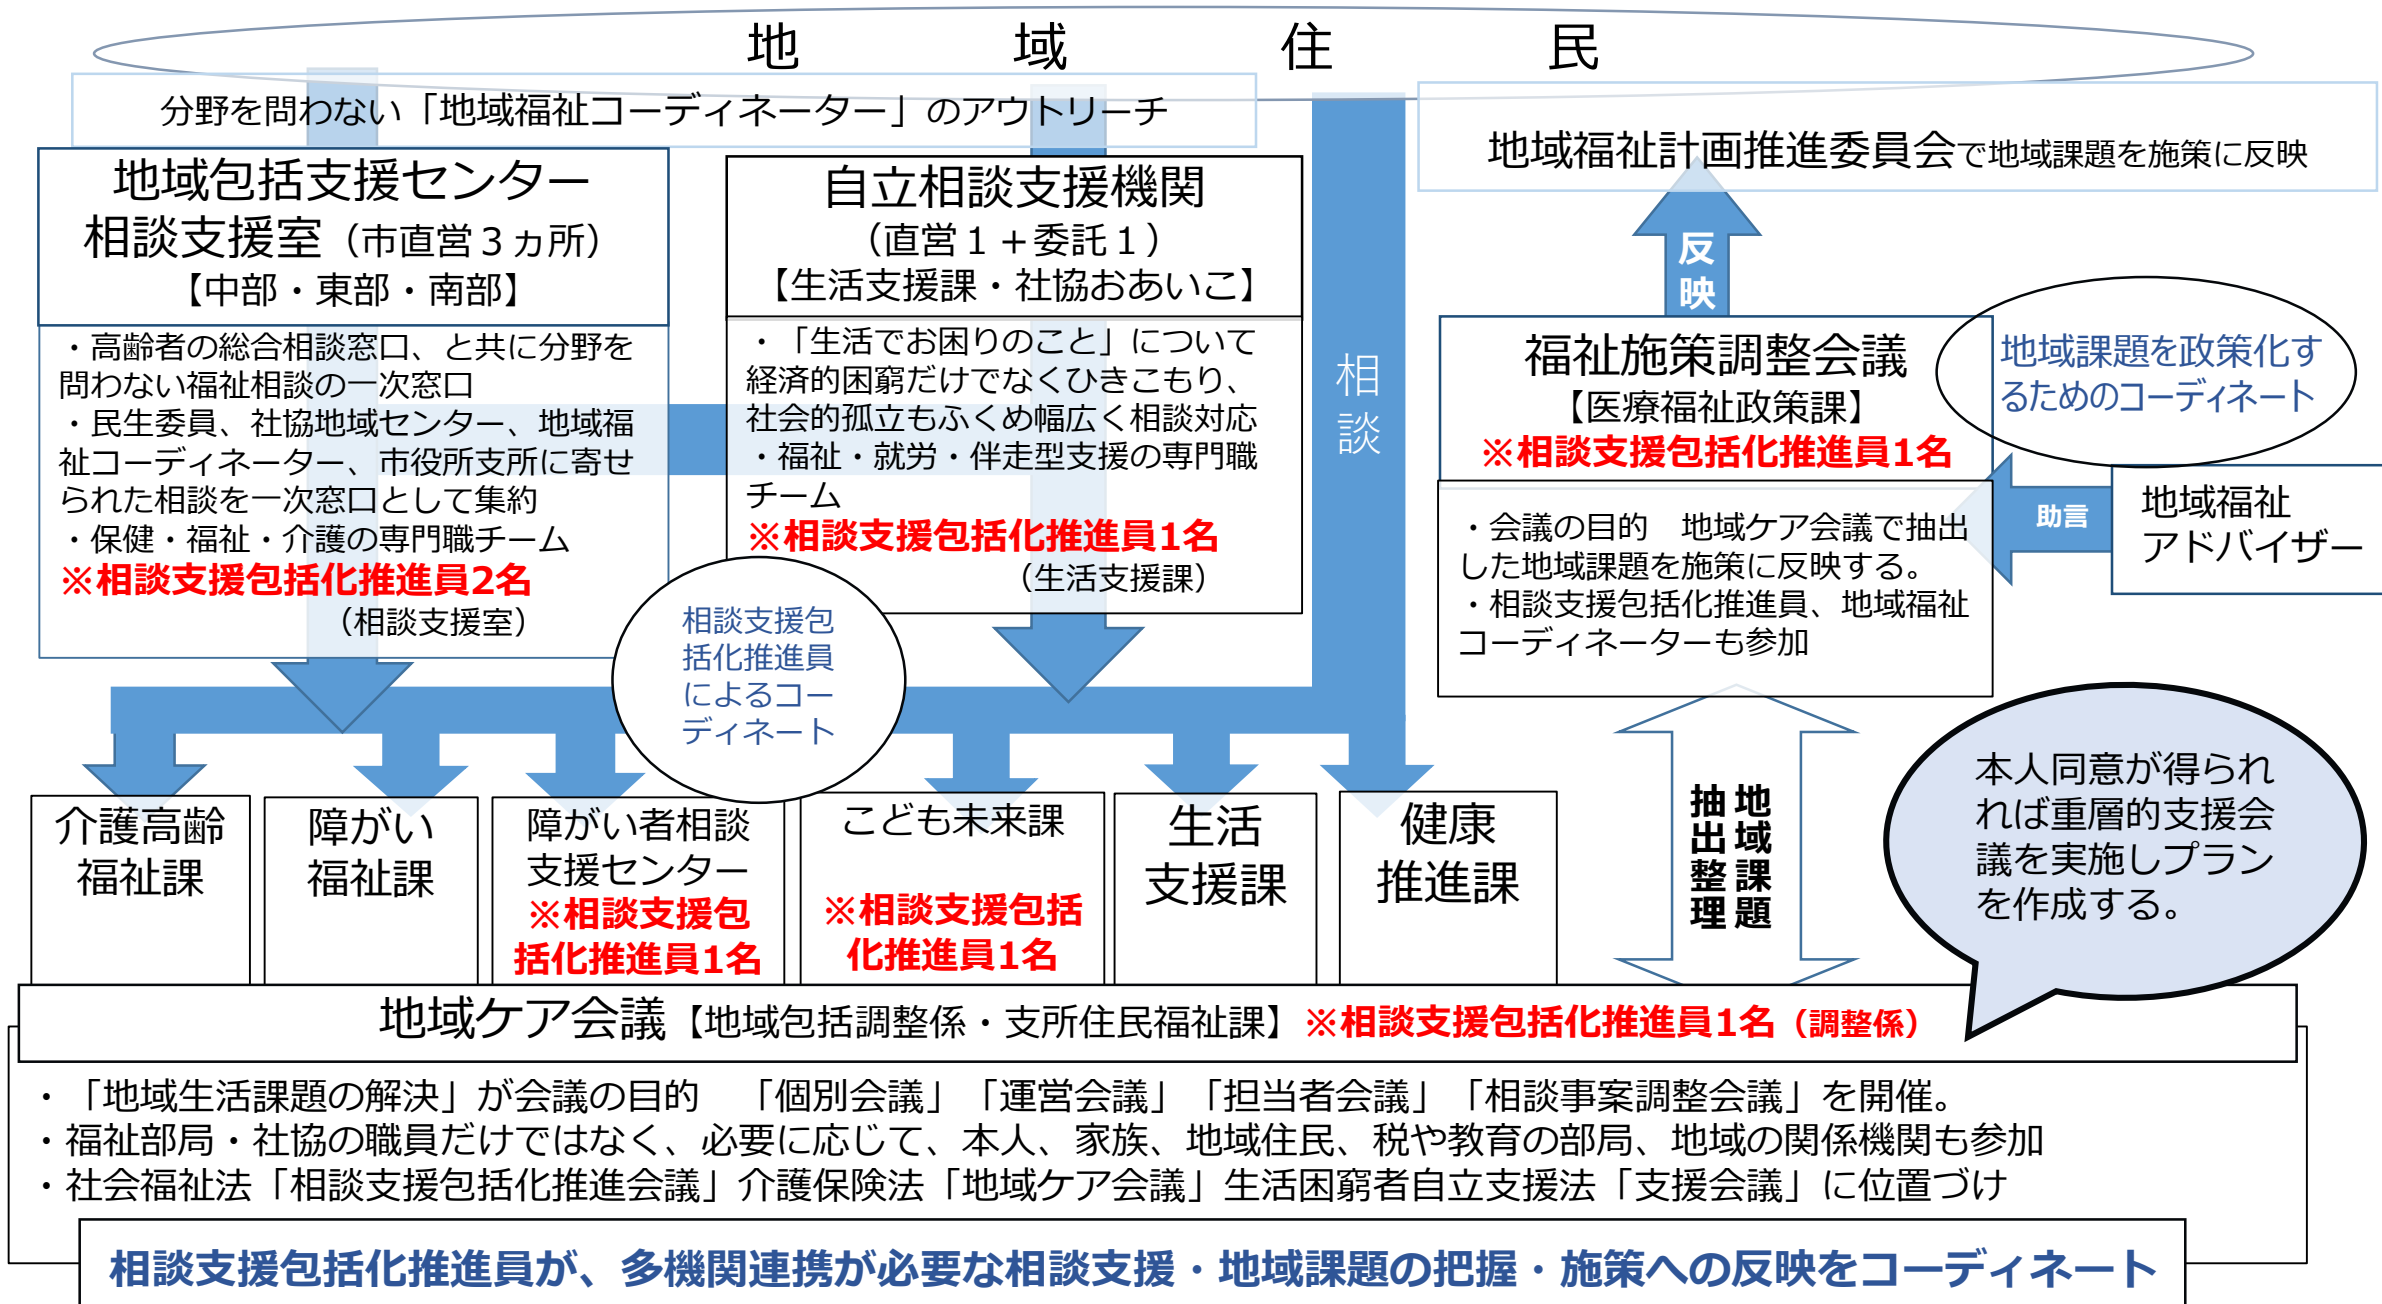 地域住民
分野を問わない「地域福祉コーディネーター」のアウトリーチ
地域包括支援センター
相談支援室（市直営３ヵ所）
【中部・東部・南部】
・高齢者の総合相談窓口、と共に分野を
問わない福祉相談の一次窓口
・民生委員、社協地域センター、地域福
祉コーディネーター、市役所支所に寄せ
られた相談を一次窓口として集約
・保健・福祉・介護の専門職チーム
※相談支援包括化推進員2名
（相談支援室）
自立相談支援機関
（直営１＋委託１）
【生活支援課・社協おあいこ】
・「生活でお困りのこと」について
経済的困窮だけでなくひきこもり、
社会的孤立もふくめ幅広く相談対応
・福祉・就労・伴走型支援の専門職
チーム
※相談支援包括化推進員1名
（生活支援課）
相談
地域福祉計画推進委員会で地域課題を施策に反映
反映
福祉施策調整会議
【医療福祉政策課】
※相談支援包括化推進員1名
地域課題を政策化す
るためのコーディネート
・会議の目的　地域ケア会議で抽出
した地域課題を施策に反映する。
・相談支援包括化推進員、地域福祉
コーディネーターも参加
助言
地域福祉
アドバイザー
相談支援包
括化推進員
によるコー
ディネート
介護高齢
福祉課
障がい
福祉課
障がい者相談
支援センター
※相談支援包
括化推進員1名
こども未来課
※相談支援包括
化推進員1名
生活
支援課
健康
推進課
地域課題
抽出整理
本人同意が得られ
れば重層的支援会
議を実施しプラン
を作成する。
地域ケア会議【地域包括調整係・支所住民福祉課】※相談支援包括化推進員1名（調整係）
・「地域生活課題の解決」が会議の目的　「個別会議」「運営会議」「担当者会議」「相談事案調整会議」を開催。
・福祉部局・社協の職員だけではなく、必要に応じて、本人、家族、地域住民、税や教育の部局、地域の関係機関も参加
・社会福祉法「相談支援包括化推進会議」介護保険法「地域ケア会議」生活困窮者自立支援法「支援会議」に位置づけ
相談支援包括化推進員が、多機関連携が必要な相談支援・地域課題の把握・施策への反映をコーディネート